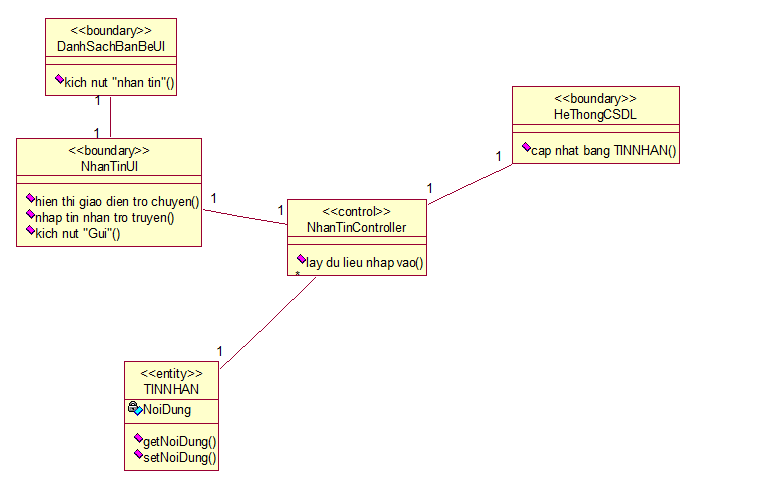 <<boundary>>
DanhSachBanBeUI
kich nut "nhan tin"()
1
1
<<boundary>>
NhanTinUI
hien thi giao dien tro chuyen()
nhap tin nhan tro truyen()
kich nut "Gui"()
1
1
<<control>>
NhanTinController
lay du lieu nhap vao()
*
1
1
<<boundary>>
HeThongCSDL
cap nhat bang TINNHAN()
1
<<entity>>
TINNHAN
NoiDung
getNoiDung()
setNoiDung()